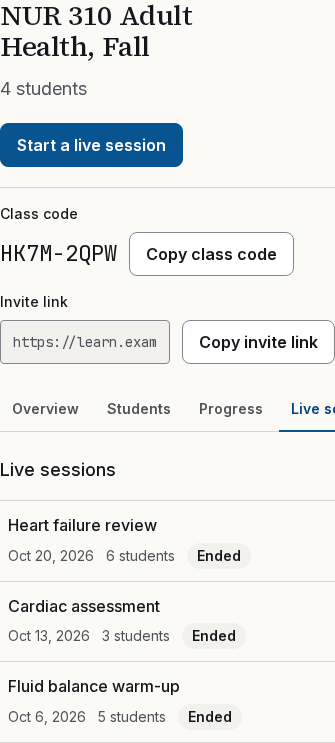 NUR 310 Adult
Health, Fall
4 students
Start a live session
Class code
HK7M-2QPW Copy class code
Invite link
https://learn.exam Copy invite link
Overview Students Progress Live se
Live sessions
Heart failure review
Oct 20, 2026 6 students Ended
Cardiac assessment
Oct 13, 2026 3 students Ended
Fluid balance warm-up
Oct 6, 2026 5 students Ended